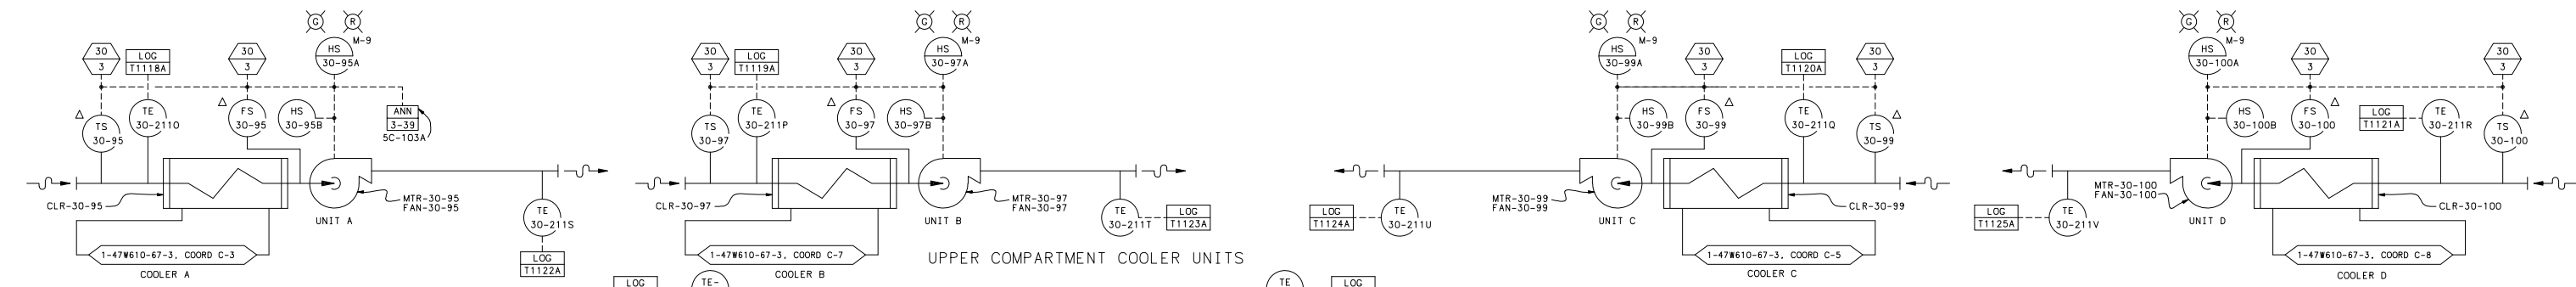 G R
M-9
HS
30-95A
30
3
LOG
T1118A
30
3
TS
30-95
TE
30-211O
FS
30-95
HS
30-95B
ANN
3-39
5C-103A
CLR-30-95
MTR-30-95
FAN-30-95
UNIT A
TE
30-211S
LOG
T1122A
1-47W610-67-3, COORD C-3
COOLER A
G R
M-9
HS
30-97A
30
3
LOG
T1119A
30
3
TS
30-97
TE
30-211P
FS
30-97
HS
30-97B
CLR-30-97
MTR-30-97
FAN-30-97
UNIT B
TE
30-211T
LOG
T1123A
1-47W610-67-3, COORD C-7
COOLER B
UPPER COMPARTMENT COOLER UNITS
G R
M-9
HS
30-99A
30
3
LOG
T1120A
30
3
HS
30-99B
FS
30-99
TE
30-211Q
TS
30-99
MTR-30-99
FAN-30-99
UNIT C
CLR-30-99
LOG
T1124A
TE
30-211U
1-47W610-67-3, COORD C-5
COOLER C
G R
M-9
HS
30-100A
30
3
30
3
HS
30-100B
FS
30-100
LOG
T1121A
TE
30-211R
TS
30-100
MTR-30-100
FAN-30-100
UNIT D
CLR-30-100
LOG
T1125A
TE
30-211V
1-47W610-67-3, COORD C-8
COOLER D
LOG
TE-
TE
LOG